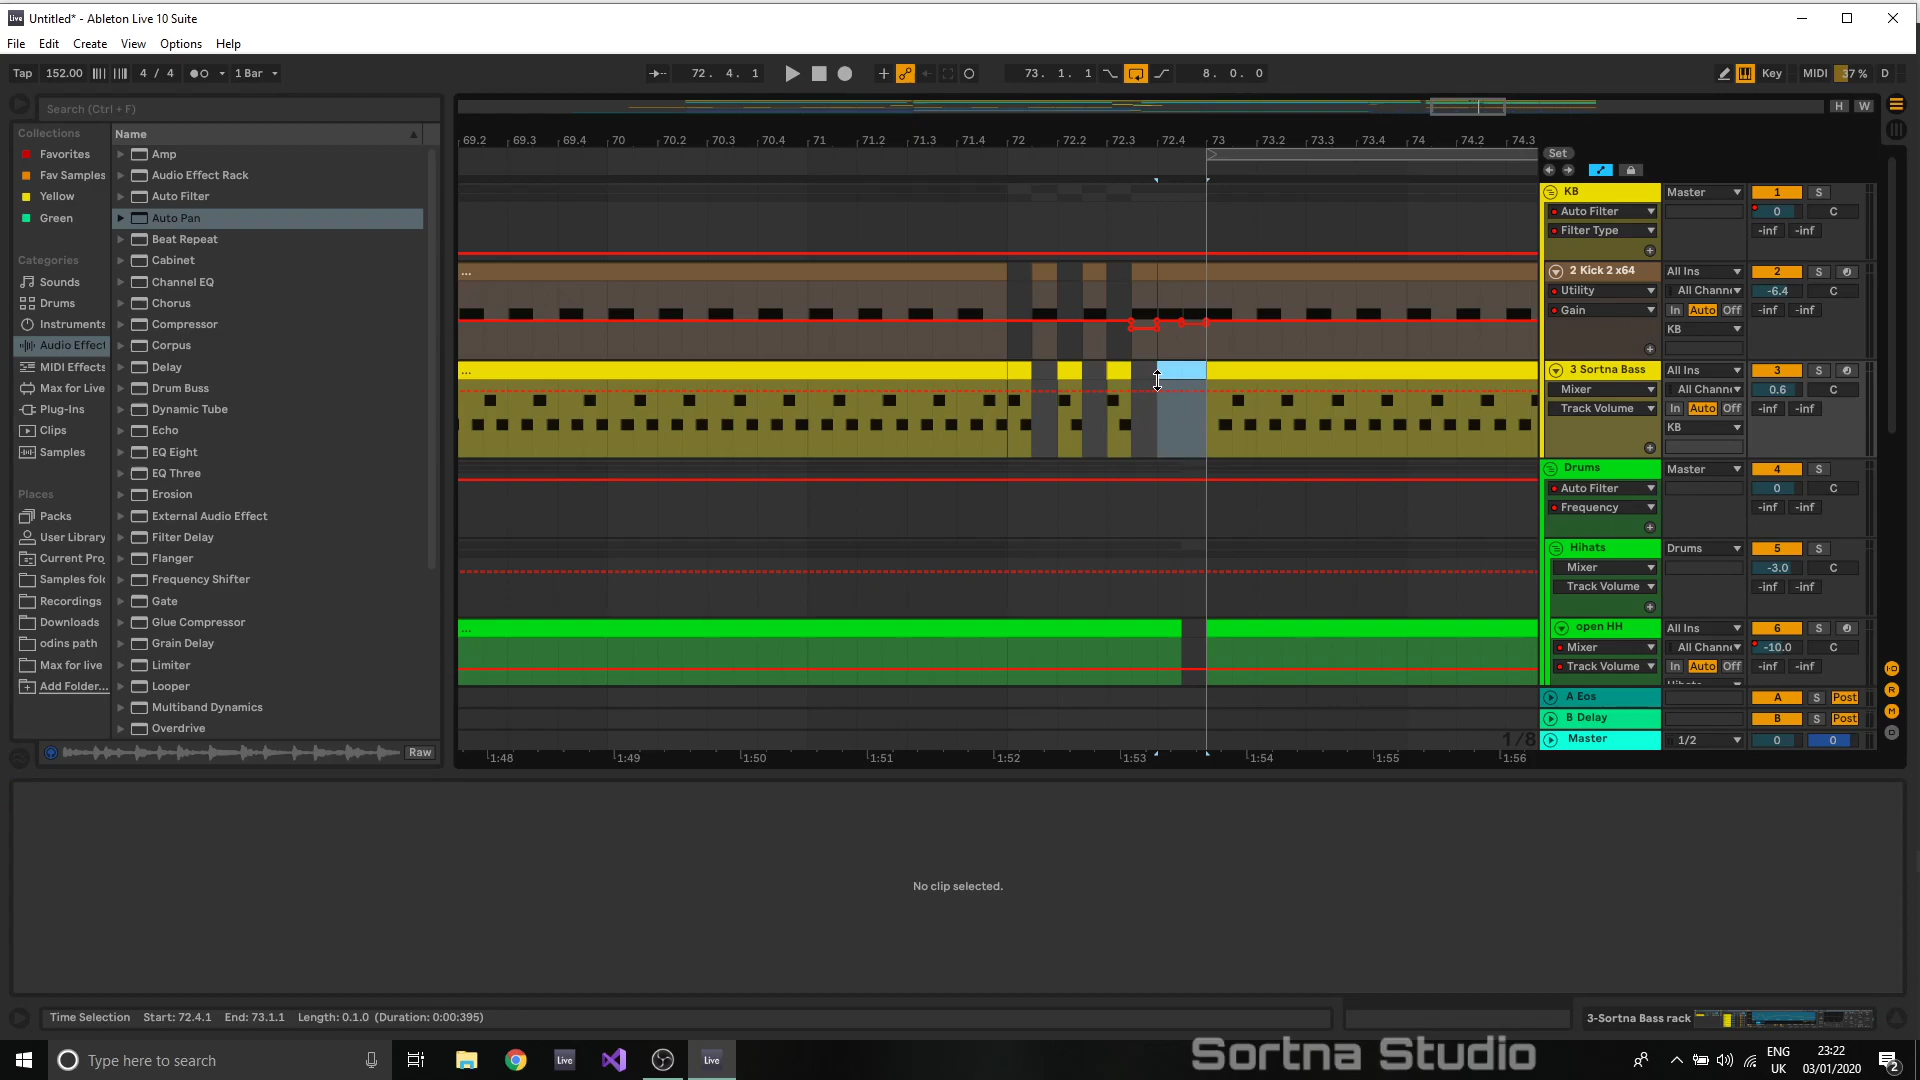 Live Untitled* - Ableton Live 10 Suite
File Edit Create View Options Help
Tap 152.00 4 / 4 1 Bar 72. 4. 1 73. 1. 1 8. 0. 0 Key MIDI 37 % D
Search (Ctrl + F)
H W
Collections
Favorites
Fav Samples
Yellow
Green
Categories
Sounds
Drums
Instruments
Audio Effect
MIDI Effects
Max for Live
Plug-Ins
Clips
Samples
Places
Packs
User Library
Current Pro
Samples fold
Recordings
Downloads
odins path
Max for live
Add Folder...
Name
Amp
Audio Effect Rack
Auto Filter
Auto Pan
Beat Repeat
Cabinet
Channel EQ
Chorus
Compressor
Corpus
Delay
Drum Buss
Dynamic Tube
Echo
EQ Eight
EQ Three
Erosion
External Audio Effect
Filter Delay
Flanger
Frequency Shifter
Gate
Glue Compressor
Grain Delay
Limiter
Looper
Multiband Dynamics
Overdrive
Raw
69.2 69.3 69.4 70 70.2 70.3 70.4 71 71.2 71.3 71.4 72 72.2 72.3 72.4 73 73.2 73.3 73.4 74 74.2 74.3
Set
KB Master 1 S
Auto Filter 0 C
Filter Type -inf -inf
... 2 Kick 2 x64 All Ins 2 S
Utility All Channe -6.4 C
Gain In Auto Off -inf -inf
KB
... 3 Sortna Bass All Ins 3 S
Mixer All Channe 0.6 C
Track Volume In Auto Off -inf -inf
KB
Drums Master 4 S
Auto Filter 0 C
Frequency -inf -inf
Hihats Drums 5 S
Mixer -3.0 C
Track Volume -inf -inf
... open HH All Ins 6 S
Mixer All Channe -10.0 C
Track Volume In Auto Off -inf -inf
A Eos A S Post
B Delay B S Post
1/8 Master 1/2 0 0
1:48 1:49 1:50 1:51 1:52 1:53 1:54 1:55 1:56
No clip selected.
Time Selection Start: 72.4.1 End: 73.1.1 Length: 0.1.0 (Duration: 0:00:395)
3-Sortna Bass rack
Sortna Studio
Type here to search
Live
Live
ENG
UK
23:22
03/01/2020
2